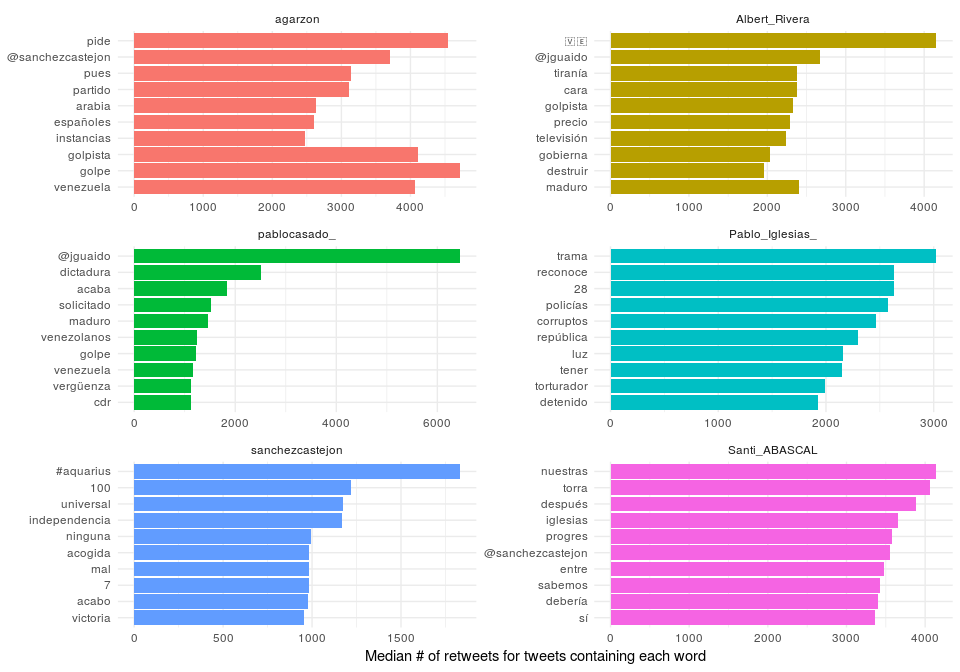 agarzon
pide
@sanchezcastejon
pues
partido
arabia
españoles
instancias
golpista
golpe
venezuela
0 1000 2000 3000 4000
Albert_Rivera
🇻🇪
@jguaido
tiranía
cara
golpista
precio
televisión
gobierna
destruir
maduro
0 1000 2000 3000 4000
pablocasado_
@jguaido
dictadura
acaba
solicitado
maduro
venezolanos
golpe
venezuela
vergüenza
cdr
0 2000 4000 6000
Pablo_Iglesias_
trama
reconoce
28
policías
corruptos
república
luz
tener
torturador
detenido
0 1000 2000 3000
sanchezcastejon
#aquarius
100
universal
independencia
ninguna
acogida
mal
7
acabo
victoria
0 500 1000 1500
Santi_ABASCAL
nuestras
torra
después
iglesias
progres
@sanchezcastejon
entre
sabemos
debería
sí
0 1000 2000 3000 4000
Median # of retweets for tweets containing each word